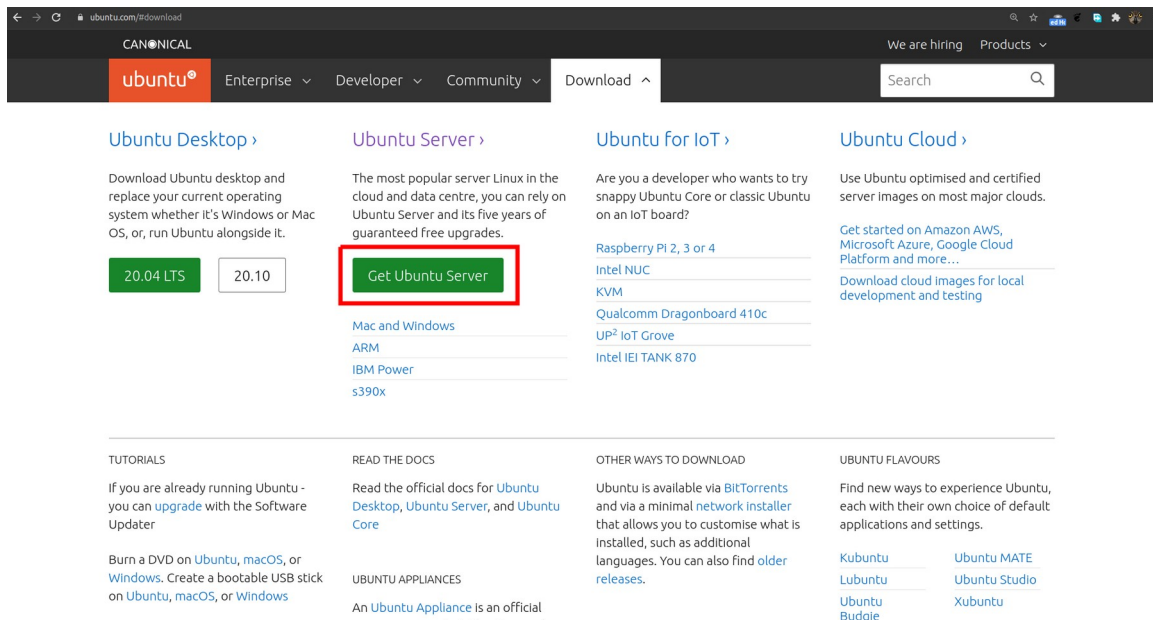 ubuntu.com/#download
CANONICAL
We are hiring Products
ubuntu®
Enterprise
Developer
Community
Download
Search
Ubuntu Desktop ›
Download Ubuntu desktop and
replace your current operating
system whether it's Windows or Mac
OS, or, run Ubuntu alongside it.
20.04 LTS 20.10
Ubuntu Server ›
The most popular server Linux in the
cloud and data centre, you can rely on
Ubuntu Server and its five years of
guaranteed free upgrades.
Get Ubuntu Server
Mac and Windows
ARM
IBM Power
s390x
Ubuntu for IoT ›
Are you a developer who wants to try
snappy Ubuntu Core or classic Ubuntu
on an IoT board?
Raspberry Pi 2, 3 or 4
Intel NUC
KVM
Qualcomm Dragonboard 410c
UP² IoT Grove
Intel IEI TANK 870
Ubuntu Cloud ›
Use Ubuntu optimised and certified
server images on most major clouds.
Get started on Amazon AWS,
Microsoft Azure, Google Cloud
Platform and more…
Download cloud images for local
development and testing
TUTORIALS
If you are already running Ubuntu -
you can upgrade with the Software
Updater
Burn a DVD on Ubuntu, macOS, or
Windows. Create a bootable USB stick
on Ubuntu, macOS, or Windows
READ THE DOCS
Read the official docs for Ubuntu
Desktop, Ubuntu Server, and Ubuntu
Core
UBUNTU APPLIANCES
An Ubuntu Appliance is an official
OTHER WAYS TO DOWNLOAD
Ubuntu is available via BitTorrents
and via a minimal network installer
that allows you to customise what is
installed, such as additional
languages. You can also find older
releases.
UBUNTU FLAVOURS
Find new ways to experience Ubuntu,
each with their own choice of default
applications and settings.
Kubuntu
Lubuntu
Ubuntu
Budgie
Ubuntu MATE
Ubuntu Studio
Xubuntu